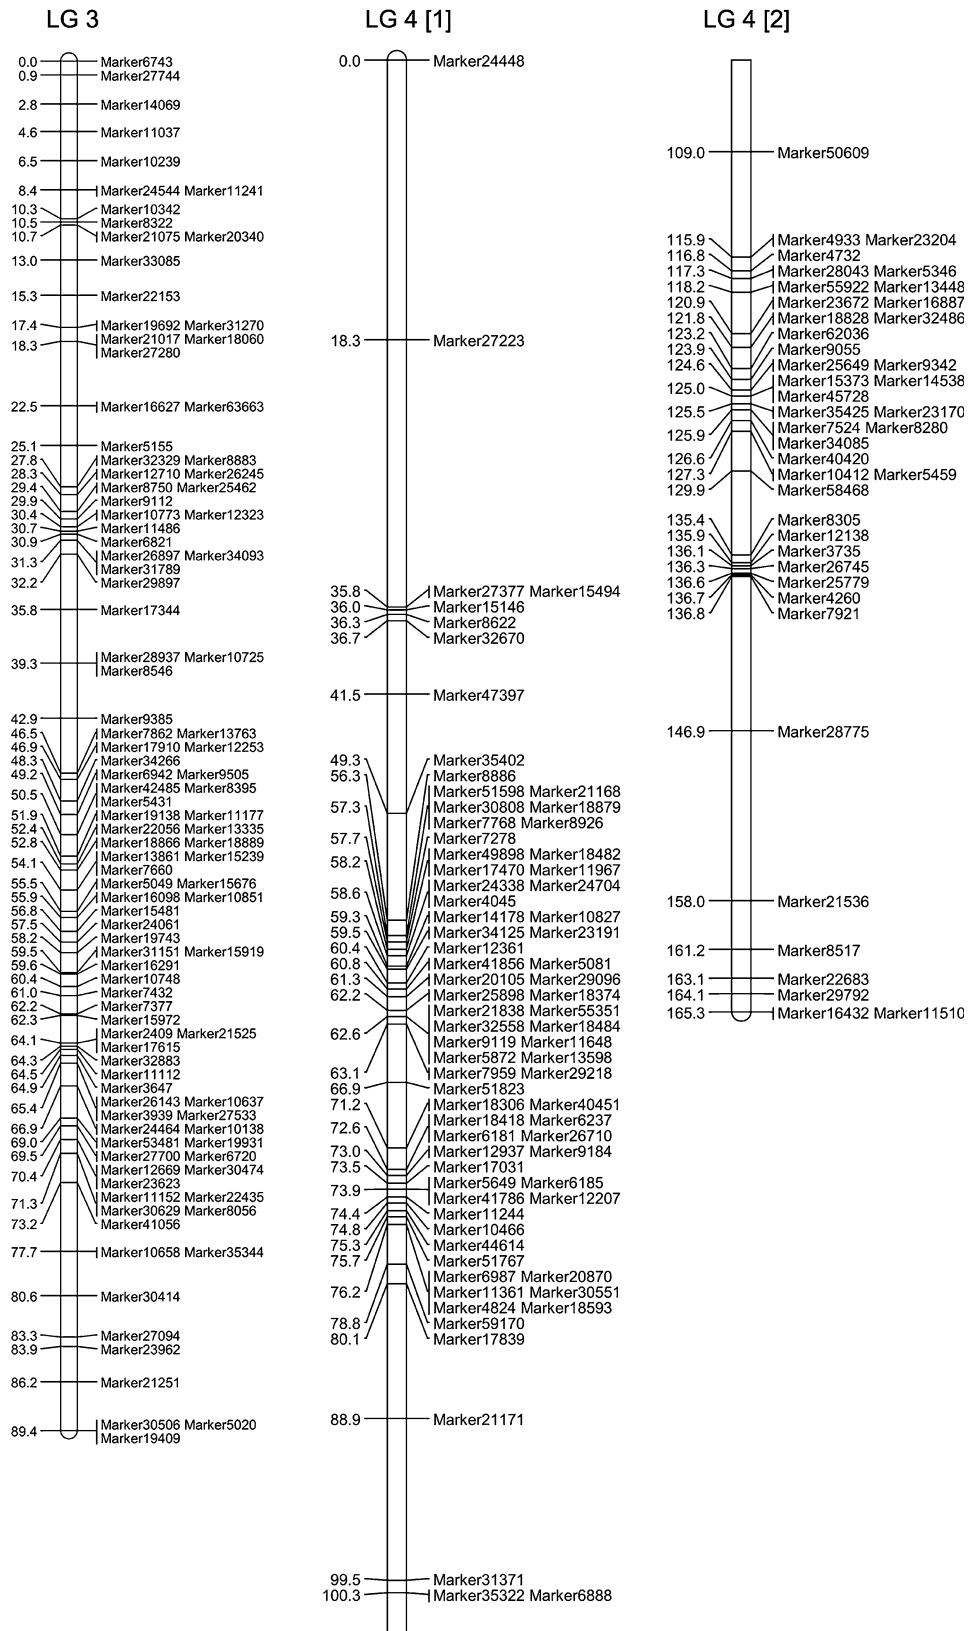 LG 3
0.0 Marker6743
0.9 Marker27744
2.8 Marker14069
4.6 Marker11037
6.5 Marker10239
8.4 Marker24544 Marker11241
10.3 Marker10342
10.5 Marker8322
10.7 Marker21075 Marker20340
13.0 Marker33085
15.3 Marker22153
17.4 Marker19692 Marker31270
18.3 Marker21017 Marker18060
Marker27280
22.5 Marker16627 Marker63663
25.1 Marker5155
27.8 Marker32329 Marker8883
28.3 Marker12710 Marker26245
29.4 Marker8750 Marker25462
29.9 Marker9112
30.4 Marker10773 Marker12323
30.7 Marker11486
30.9 Marker6821
31.3 Marker26897 Marker34093
Marker31789
32.2 Marker29897
35.8 Marker17344
39.3 Marker28937 Marker10725
Marker8546
42.9 Marker9385
46.5 Marker7862 Marker13763
46.9 Marker17910 Marker12253
48.3 Marker34266
49.2 Marker6942 Marker9505
50.5 Marker42485 Marker8395
Marker5431
51.9 Marker19138 Marker11177
52.4 Marker22056 Marker13335
52.8 Marker18866 Marker18889
54.1 Marker13861 Marker15239
Marker7660
55.5 Marker5049 Marker15676
55.9 Marker16098 Marker10851
56.8 Marker15481
57.5 Marker24061
58.2 Marker19743
59.5 Marker31151 Marker15919
59.6 Marker16291
60.4 Marker10748
61.0 Marker7432
62.2 Marker7377
62.3 Marker15972
64.1 Marker2409 Marker21525
Marker17615
64.3 Marker32883
64.5 Marker11112
64.9 Marker3647
65.4 Marker26143 Marker10637
Marker3939 Marker27533
66.9 Marker24464 Marker10138
69.0 Marker53481 Marker19931
69.5 Marker27700 Marker6720
70.4 Marker12669 Marker30474
Marker23623
71.3 Marker11152 Marker22435
Marker30629 Marker8056
73.2 Marker41056
77.7 Marker10658 Marker35344
80.6 Marker30414
83.3 Marker27094
83.9 Marker23962
86.2 Marker21251
89.4 Marker30506 Marker5020
Marker19409
LG 4 [1]
0.0 Marker24448
18.3 Marker27223
35.8 Marker27377 Marker15494
36.0 Marker15146
36.3 Marker8622
36.7 Marker32670
41.5 Marker47397
49.3 Marker35402
56.3 Marker8886
57.3 Marker51598 Marker21168
Marker30808 Marker18879
Marker7768 Marker8926
57.7 Marker7278
58.2 Marker49898 Marker18482
Marker17470 Marker11967
58.6 Marker24338 Marker24704
Marker4045
59.3 Marker14178 Marker10827
59.5 Marker34125 Marker23191
60.4 Marker12361
60.8 Marker41856 Marker5081
61.3 Marker20105 Marker29096
62.2 Marker25898 Marker18374
62.6 Marker21838 Marker55351
Marker32558 Marker18484
Marker9119 Marker11648
Marker5872 Marker13598
63.1 Marker7959 Marker29218
66.9 Marker51823
71.2 Marker18306 Marker40451
72.6 Marker18418 Marker6237
Marker6181 Marker26710
73.0 Marker12937 Marker9184
73.5 Marker17031
73.9 Marker5649 Marker6185
Marker41786 Marker12207
74.4 Marker11244
74.8 Marker10466
75.3 Marker44614
75.7 Marker51767
76.2 Marker6987 Marker20870
Marker11361 Marker30551
Marker4824 Marker18593
78.8 Marker59170
80.1 Marker17839
88.9 Marker21171
99.5 Marker31371
100.3 Marker35322 Marker6888
LG 4 [2]
109.0 Marker50609
115.9 Marker4933 Marker23204
116.8 Marker4732
117.3 Marker28043 Marker5346
118.2 Marker55922 Marker13448
120.9 Marker23672 Marker16887
121.8 Marker18828 Marker32486
123.2 Marker62036
123.9 Marker9055
124.6 Marker25649 Marker9342
125.0 Marker15373 Marker14538
Marker45728
125.5 Marker35425 Marker23170
125.9 Marker7524 Marker8280
Marker34085
126.6 Marker40420
127.3 Marker10412 Marker5459
129.9 Marker58468
135.4 Marker8305
135.9 Marker12138
136.1 Marker3735
136.3 Marker26745
136.6 Marker25779
136.7 Marker4260
136.8 Marker7921
146.9 Marker28775
158.0 Marker21536
161.2 Marker8517
163.1 Marker22683
164.1 Marker29792
165.3 Marker16432 Marker11510